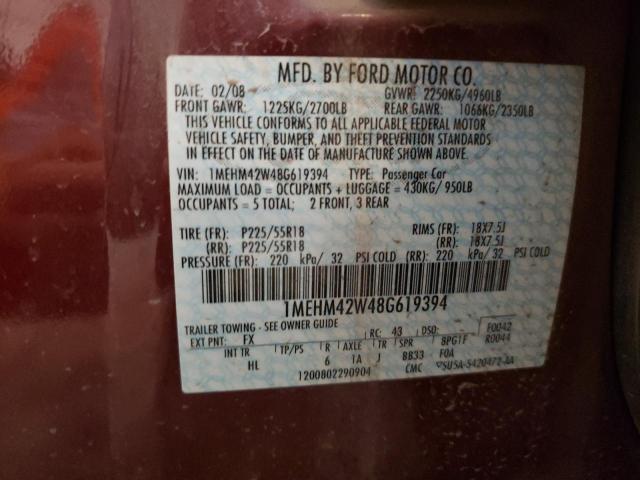 MFD. BY FORD MOTOR CO.
DATE: 02/08 GVWR: 2250KG/4960LB
FRONT GAWR: 1225KG/2700LB REAR GAWR: 1066KG/2350LB
THIS VEHICLE CONFORMS TO ALL APPLICABLE FEDERAL MOTOR
VEHICLE SAFETY, BUMPER, AND THEFT PREVENTION STANDARDS
IN EFFECT ON THE DATE OF MANUFACTURE SHOWN ABOVE.
VIN: 1MEHM42W48G619394 TYPE: Passenger Car
MAXIMUM LOAD = OCCUPANTS + LUGGAGE = 430KG/ 950LB
OCCUPANTS = 5 TOTAL; 2 FRONT, 3 REAR
TIRE (FR): P225/55R18 RIMS (FR): 18X7.5J
(RR): P225/55R18 (RR): 18X7.5J
PRESSURE (FR): 220 kPa/ 32 PSI COLD (RR): 220 kPa/ 32 PSI COLD
1MEHM42W48G619394
TRAILER TOWING - SEE OWNER GUIDE
EXT PNT: FX RC: 43 DSO: F0042
INT TR TP/PS R AXLE TR SPR 8PG1F R0044
HL 6 1A J BB33 F0A
1200802290904 CMC